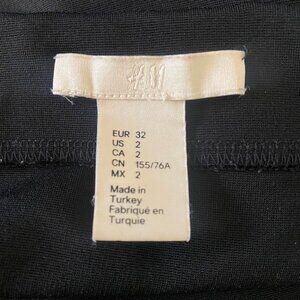 H&M
EUR 32
US 2
CA 2
CN 155/76A
MX 2
Made in
Turkey
Fabriqué en
Turquie